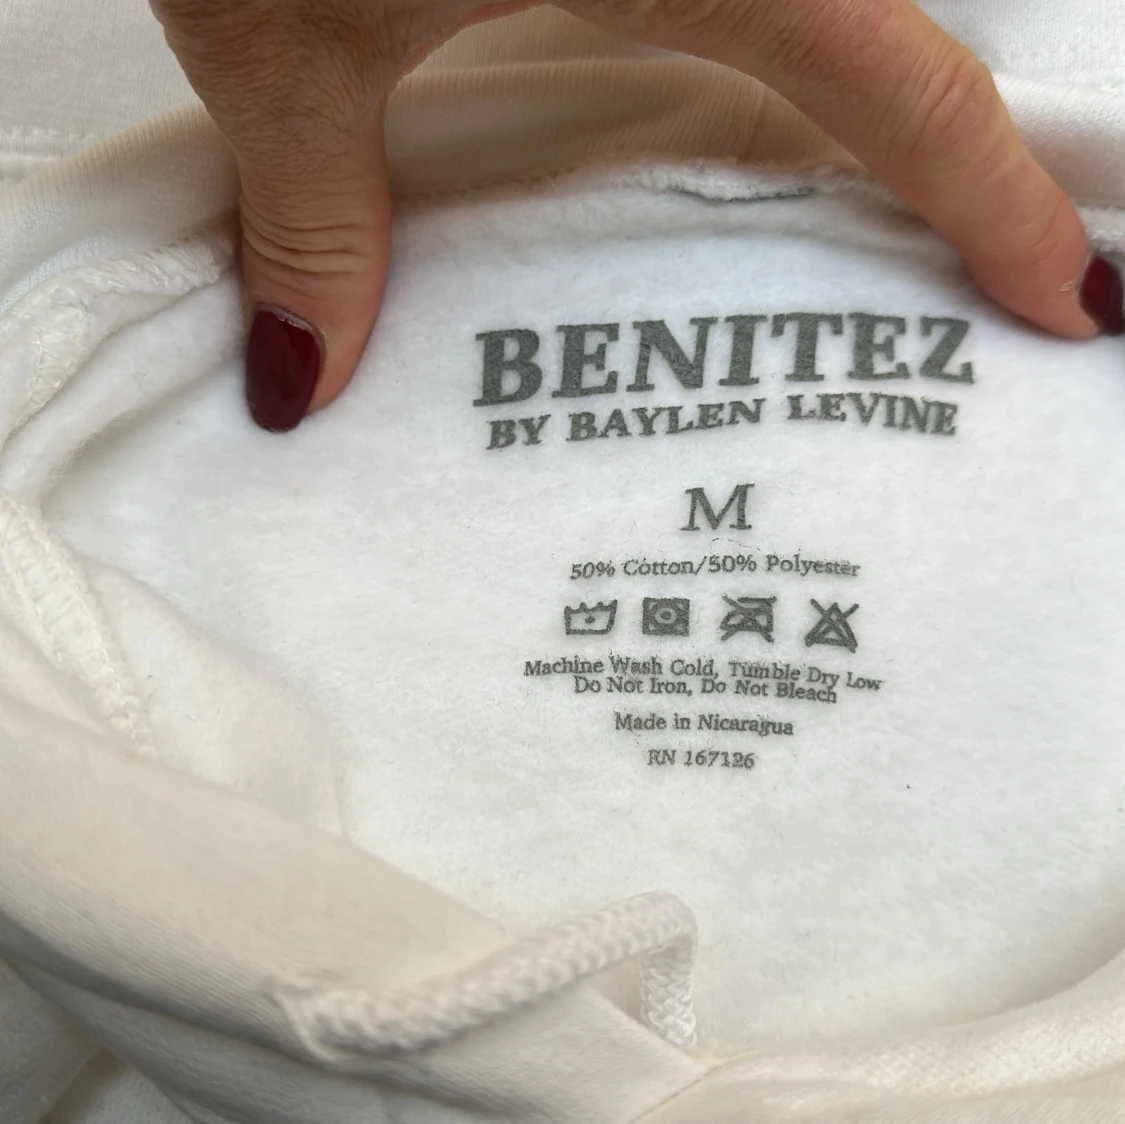 BENITEZ
BY BAYLEN LEVINE
M
50% Cotton/50% Polyester
Machine Wash Cold, Tumble Dry Low
Do Not Iron, Do Not Bleach
Made in Nicaragua
RN 167126